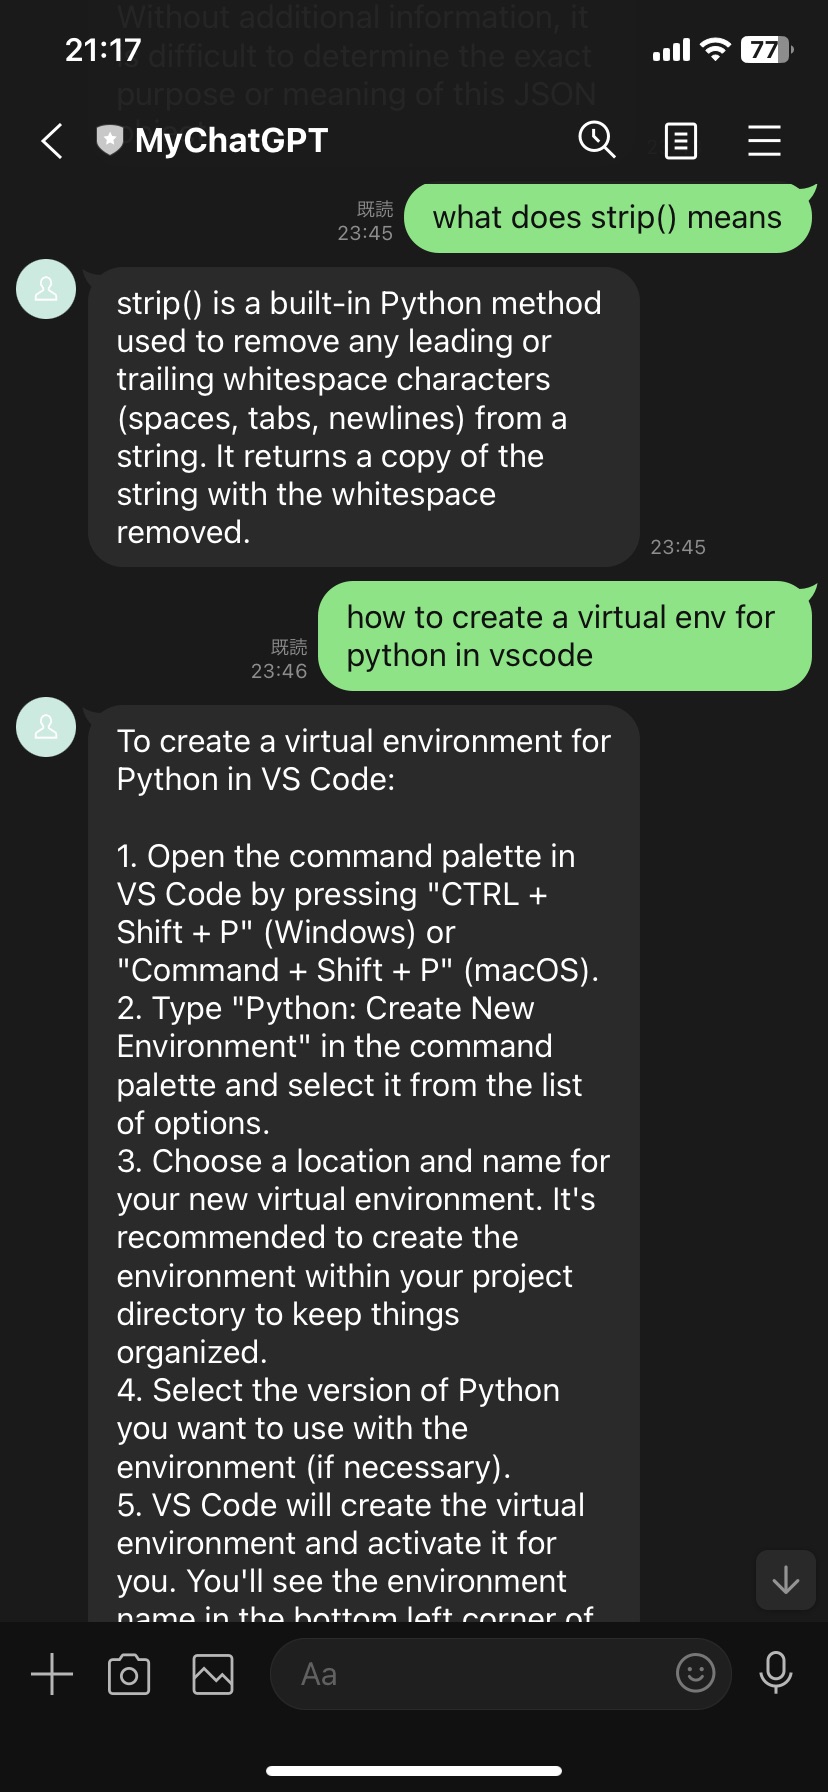 Without additional information, it
difficult to determine the exact
purpose or meaning of this JSON
21:17
77
MyChatGPT
既読
23:45
what does strip() means
strip() is a built-in Python method
used to remove any leading or
trailing whitespace characters
(spaces, tabs, newlines) from a
string. It returns a copy of the
string with the whitespace
removed.
23:45
既読
23:46
how to create a virtual env for
python in vscode
To create a virtual environment for
Python in VS Code:
1. Open the command palette in
VS Code by pressing "CTRL +
Shift + P" (Windows) or
"Command + Shift + P" (macOS).
2. Type "Python: Create New
Environment" in the command
palette and select it from the list
of options.
3. Choose a location and name for
your new virtual environment. It's
recommended to create the
environment within your project
directory to keep things
organized.
4. Select the version of Python
you want to use with the
environment (if necessary).
5. VS Code will create the virtual
environment and activate it for
you. You'll see the environment
name in the bottom left corner of
Aa